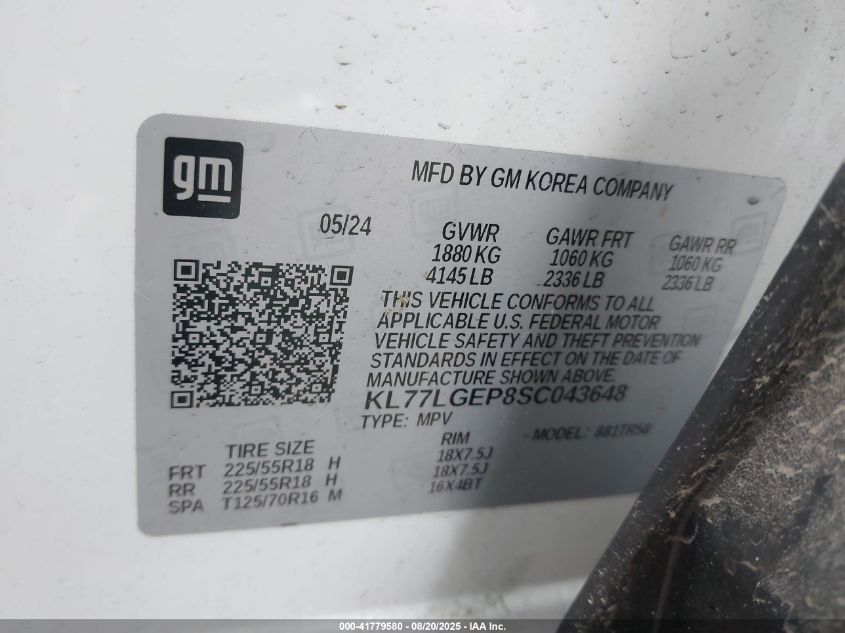 gm
MFD BY GM KOREA COMPANY
05/24
GVWR GAWR FRT GAWR RR
1880 KG 1060 KG 1060 KG
4145 LB 2336 LB 2336 LB
THIS VEHICLE CONFORMS TO ALL
APPLICABLE U.S. FEDERAL MOTOR
VEHICLE SAFETY AND THEFT PREVENTION
STANDARDS IN EFFECT ON THE DATE OF
MANUFACTURE SHOWN ABOVE.
KL77LGEP8SC043648
TYPE: MPV MODEL: 881TR58
TIRE SIZE RIM
FRT 225/55R18 H 18X7.5J
RR 225/55R18 H 18X7.5J
SPA T125/70R16 M 16X4BT
000-41779580 - 08/20/2025 - IAA Inc.